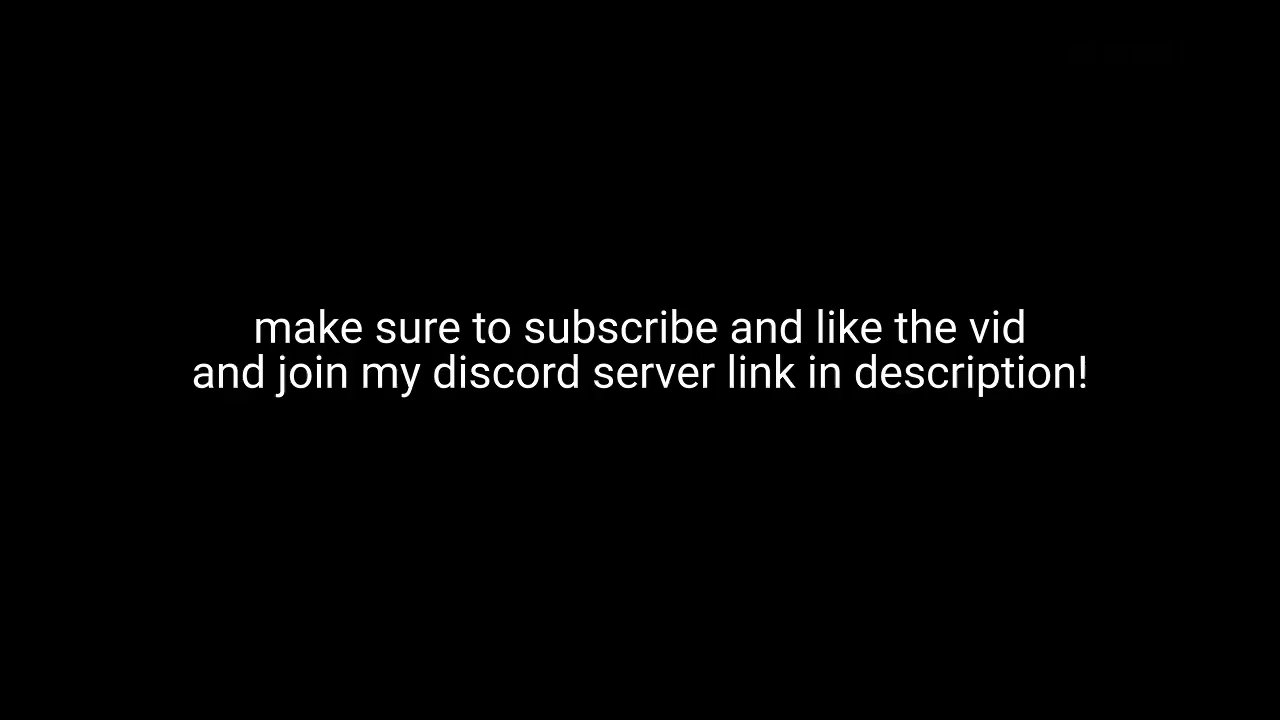 make sure to subscribe and like the vid
and join my discord server link in description!